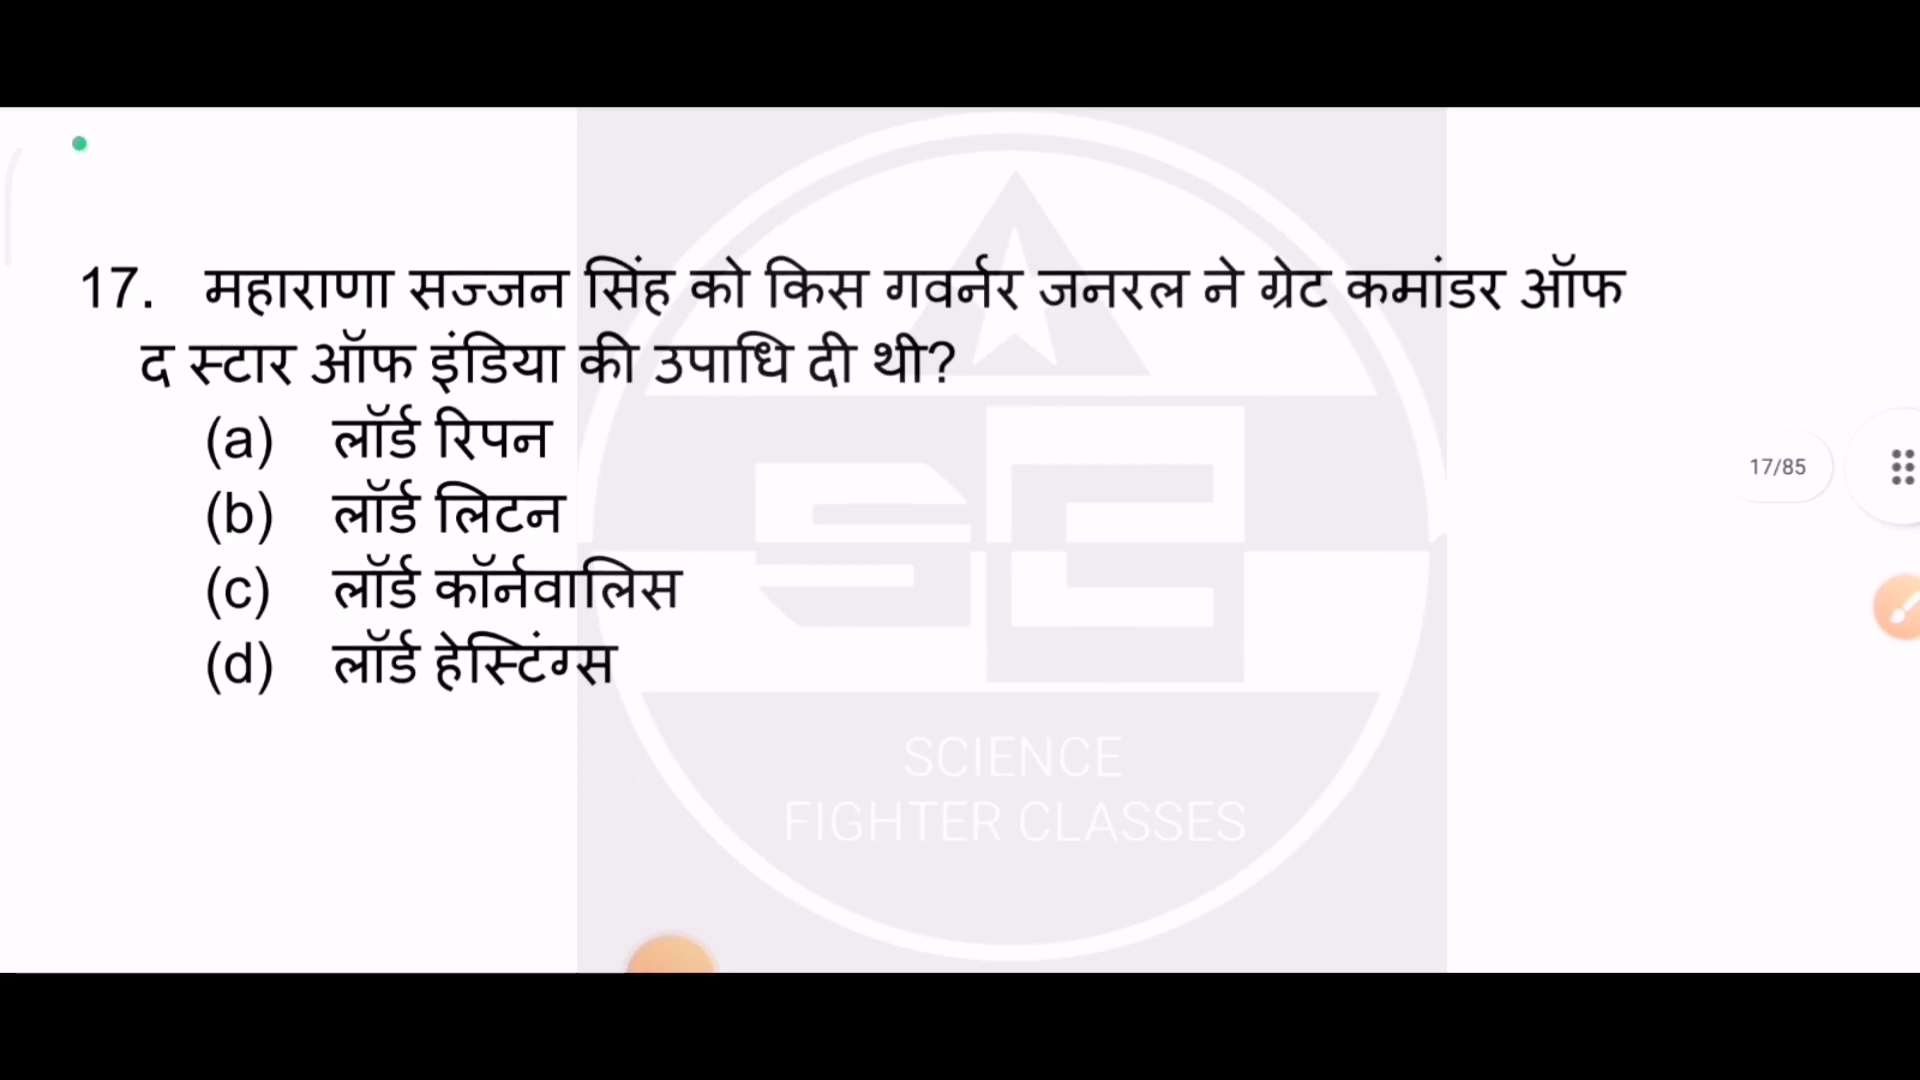 17. महाराणा सज्जन सिंह को किस गवर्नर जनरल ने ग्रेट कमांडर ऑफ
द स्टार ऑफ इंडिया की उपाधि दी थी?
(a) लॉर्ड रिपन
(b) लॉर्ड लिटन
(c) लॉर्ड कॉर्नवालिस
(d) लॉर्ड हेस्टिंग्स
17/85
SCIENCE
FIGHTER CLASSES